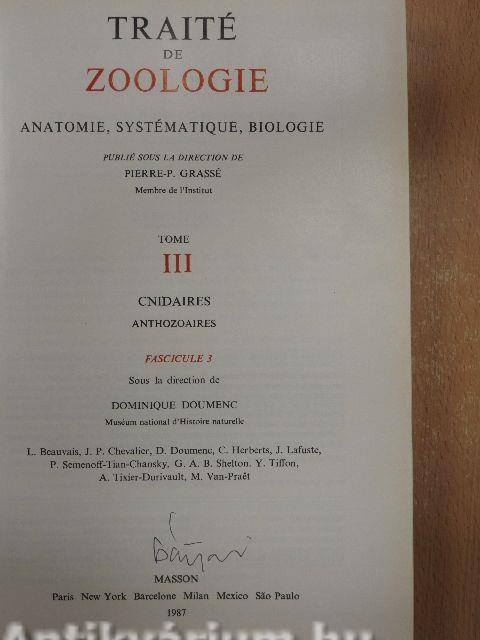 TRAITÉ
DE
ZOOLOGIE
ANATOMIE, SYSTÉMATIQUE, BIOLOGIE
PUBLIÉ SOUS LA DIRECTION DE
PIERRE-P. GRASSÉ
Membre de l'Institut
TOME
III
CNIDAIRES
ANTHOZOAIRES
FASCICULE 3
Sous la direction de
DOMINIQUE DOUMENC
Muséum national d'Histoire naturelle
L. Beauvais, J. P. Chevalier, D. Doumenc, C. Herberts, J. Lafuste,
P. Semenoff-Tian-Chansky, G. A. B. Shelton. Y. Tiffon,
A. Tixier-Durivault, M. Van-Praët
MASSON
Paris New York Barcelone Milan Mexico São Paulo
1987
Antikvárium.hu